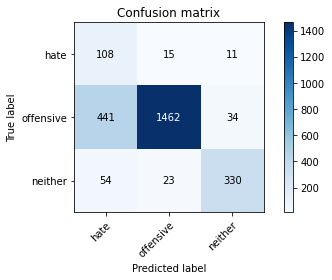 Confusion matrix
True label
hate 108 15 11
offensive 441 1462 34
neither 54 23 330
hate offensive neither
Predicted label
1400
1200
1000
800
600
400
200